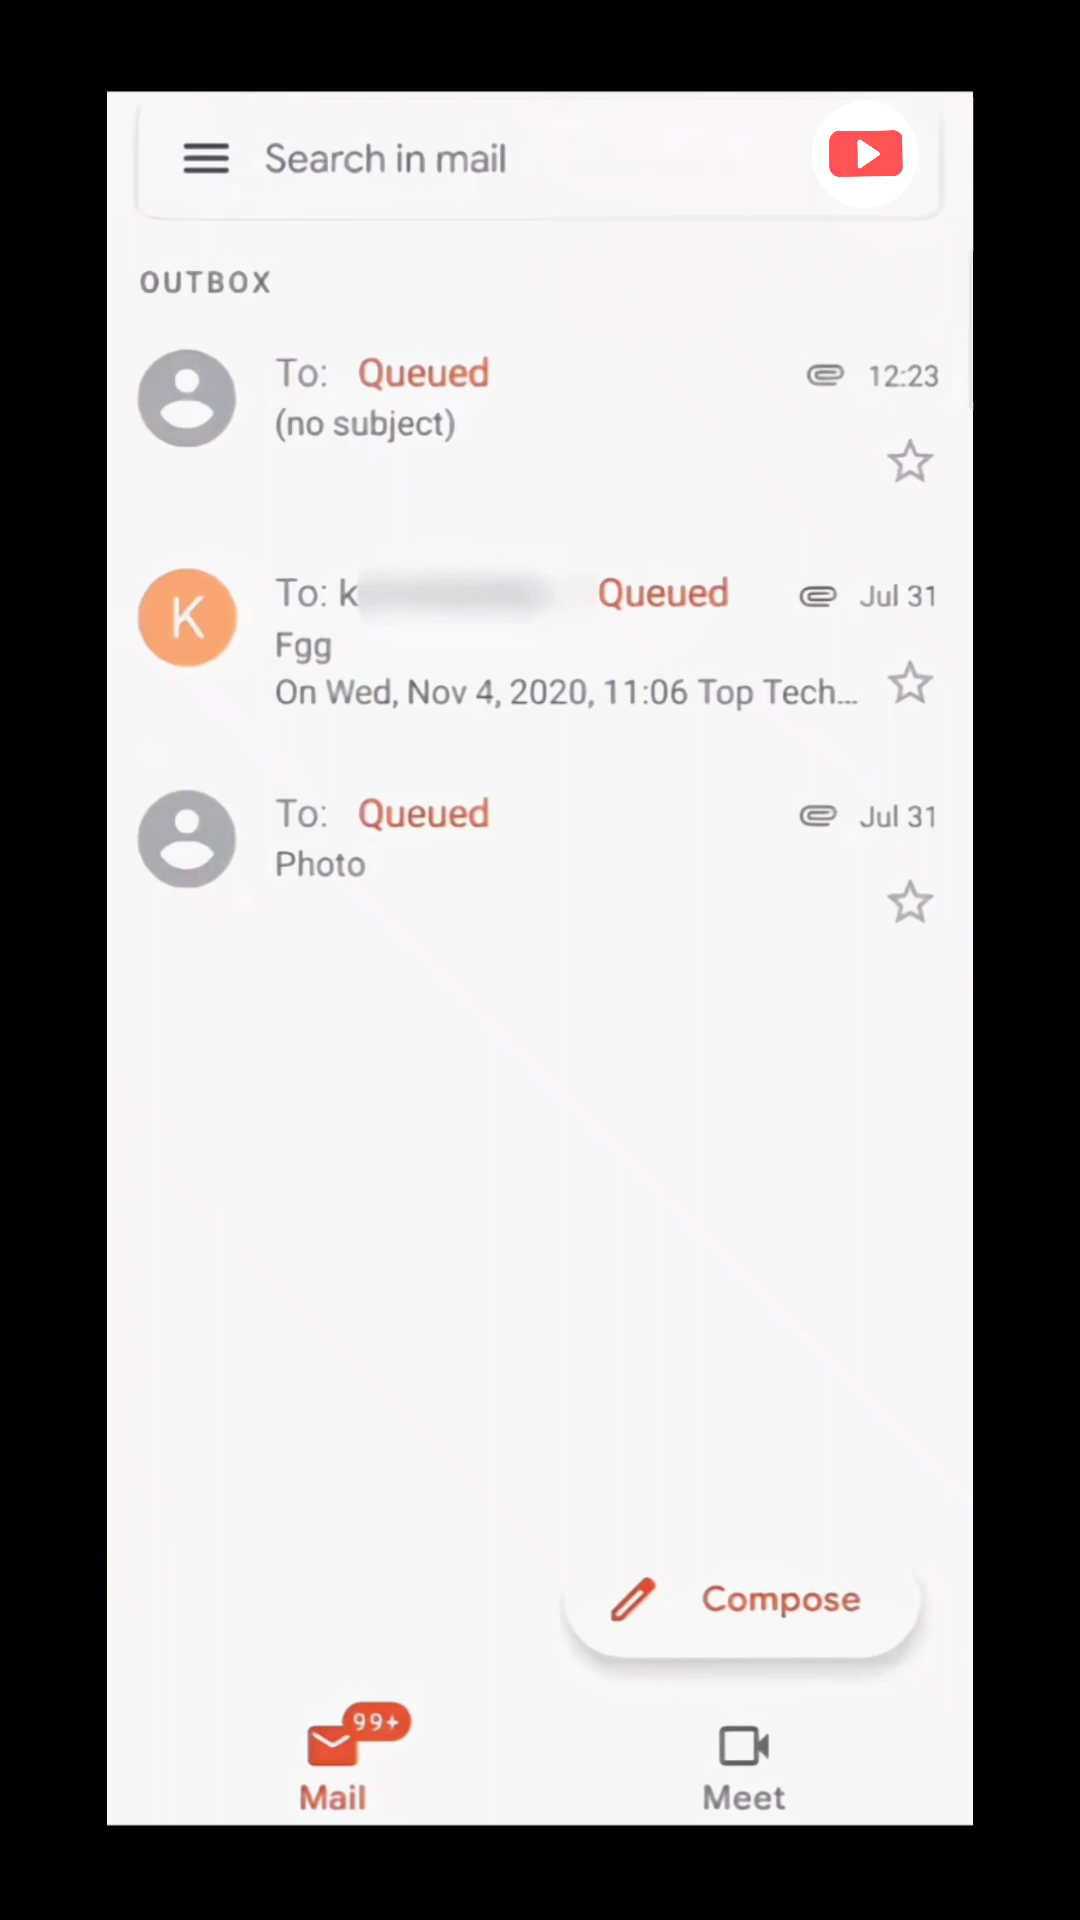 Search in mail
OUTBOX
To: Queued
12:23
(no subject)
To: k
Queued
Jul 31
K
Fgg
On Wed, Nov 4, 2020, 11:06 Top Tech...
To: Queued
Jul 31
Photo
Compose
99+
Mail
Meet